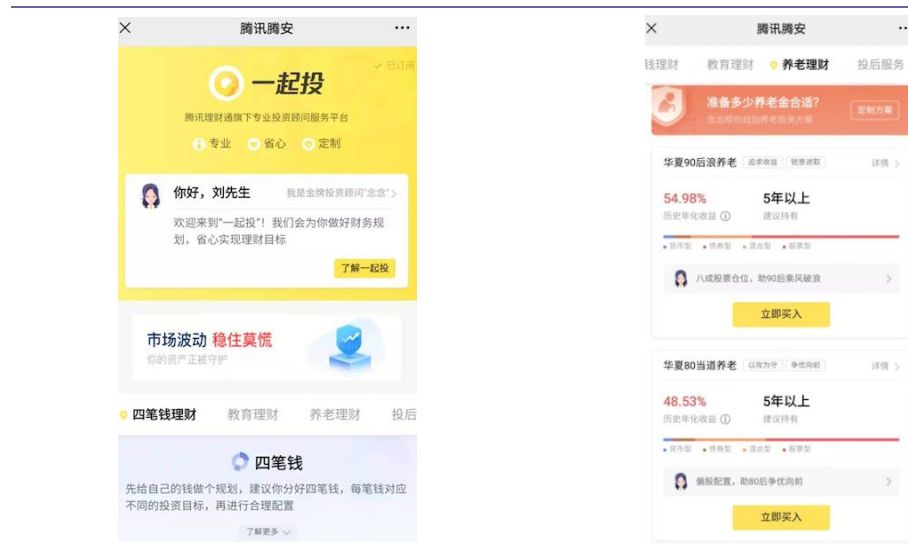 腾讯腾安
已订阅
一起投
腾讯理财通旗下专业投资顾问服务平台
专业 省心 定制
你好，刘先生 我是金牌投资顾问"念念">
欢迎来到"一起投"！我们会为你做好财务规
划，省心实现理财目标
了解一起投
市场波动 稳住莫慌
你的资产正被守护
四笔钱理财 教育理财 养老理财 投后
四笔钱
先给自己的钱做个规划，建议你分好四笔钱，每笔钱对应
不同的投资目标，再进行合理配置
了解更多
腾讯腾安
钱理财 教育理财 养老理财 投后服务
准备多少养老金合适?
念念帮你规划养老投资方案
定制方案
华夏90后浪养老 追求收益 锐意进取 详情 >
54.98% 5年以上
历史年化收益 建议持有
货币型 债券型 混合型 股票型
八成股票仓位，助90后乘风破浪 >
立即买入
华夏80当道养老 以攻为守 争优向前 详情 >
48.53% 5年以上
历史年化收益 建议持有
货币型 债券型 混合型 股票型
偏股配置，助80后争优向前 >
立即买入